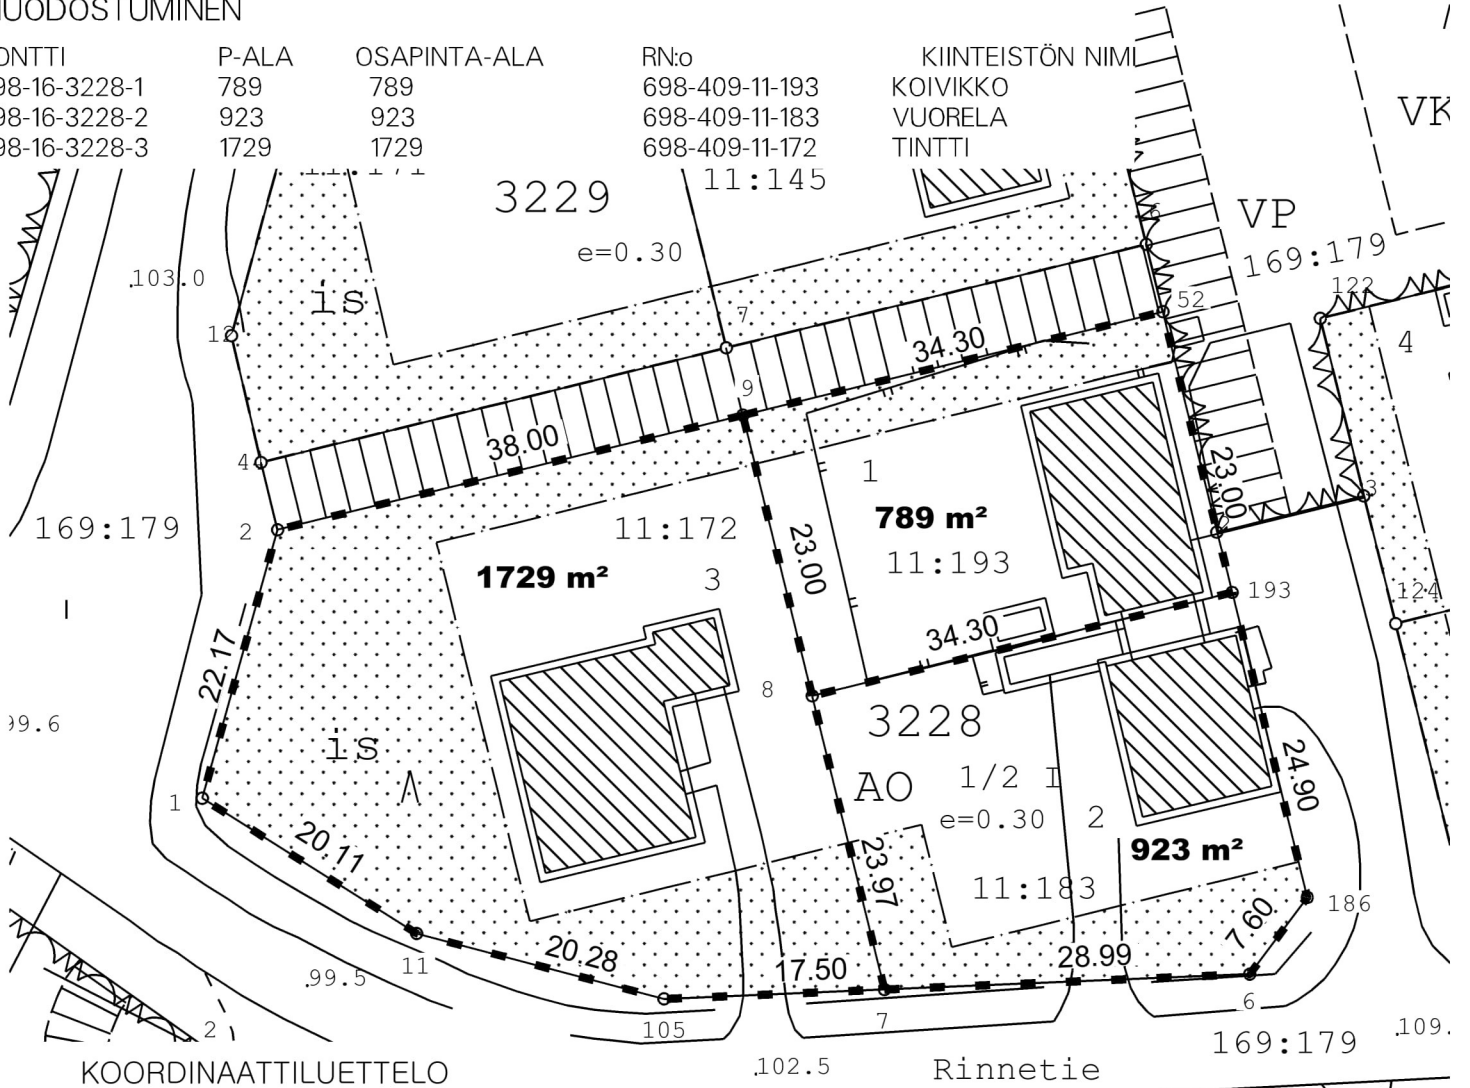 MUODOSTUMINEN
ONTTI P-ALA OSAPINTA-ALA RN:o KIINTEISTÖN NIMI
98-16-3228-1 789 789 698-409-11-193 KOIVIKKO
98-16-3228-2 923 923 698-409-11-183 VUORELA
98-16-3228-3 1729 1729 698-409-11-172 TINTTI
VK
11:171 3229 11:145
6 VP
e=0.30 169:179
103.0 is 122
7 52
12 34.30 4
9
38.00
4 1 23.00
3
2
789 m²
169:179 11:172 2
23.00 11:193
1729 m² 3
193 124
I
34.30
22.17
8
99.6 3228
is 24.90
AO 1/2 I
1 e=0.30 2
20.11 923 m²
23.97
11:183
186
7.60
20.28 28.99
11 17.50
99.5
6
2 105 7 109.
169:179
KOORDINAATTILUETTELO 102.5 Rinnetie